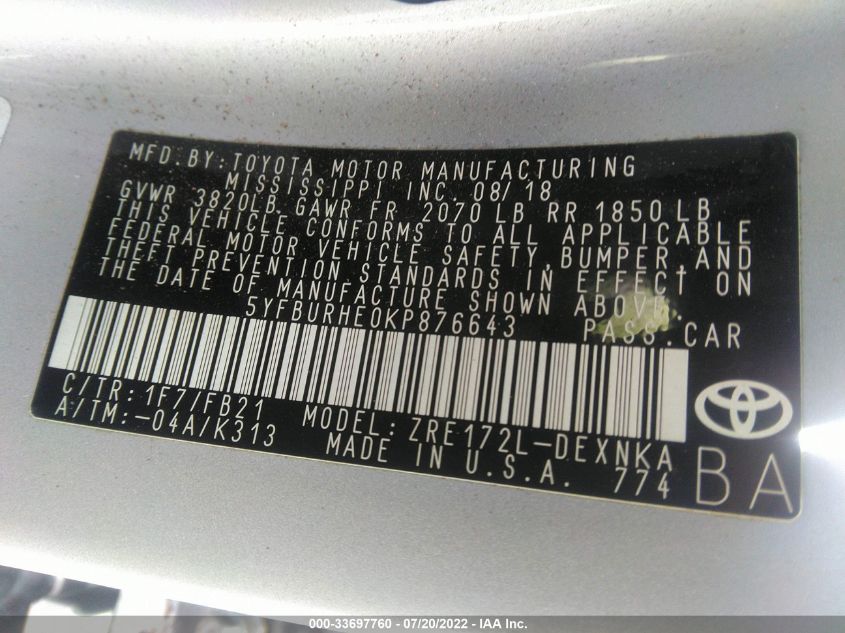 MFD.BY:TOYOTA MOTOR MANUFACTURING
MISSISSIPPI INC. 08/18
GVWR 3820LB GAWR FR 2070 LB RR 1850 LB
THIS VEHICLE CONFORMS TO ALL APPLICABLE
FEDERAL MOTOR VEHICLE SAFETY,BUMPER,AND
THEFT PREVENTION STANDARDS IN EFFECT ON
THE DATE OF MANUFACTURE SHOWN ABOVE.
5YFBURHE0KP876643 PASS.CAR
C/TR:1F7/FB21
A/TM:-04A/K313
MODEL:ZRE172L-DEXNKA
MADE IN U.S.A. 774
BA
000-33697760 - 07/20/2022 - IAA Inc.